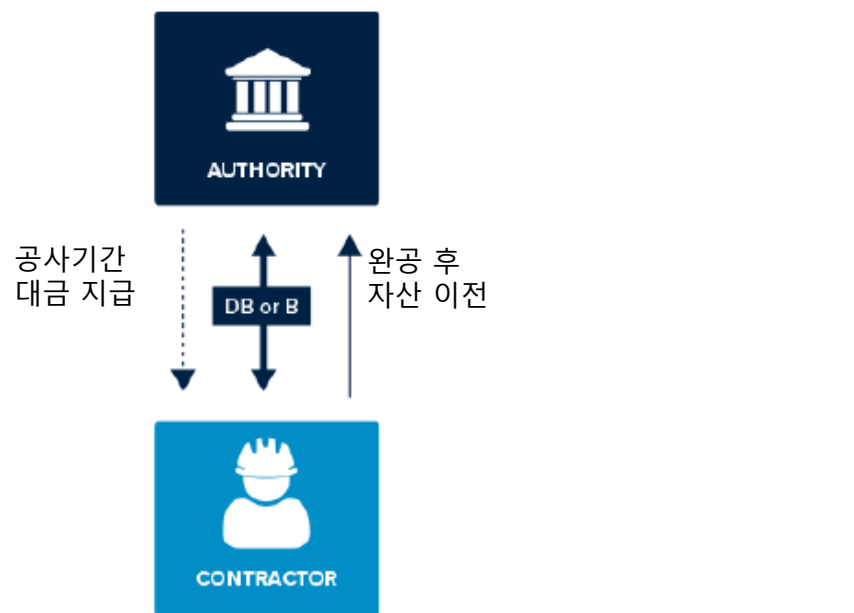 AUTHORITY
공사기간
대금 지급
DB or B
완공 후
자산 이전
CONTRACTOR